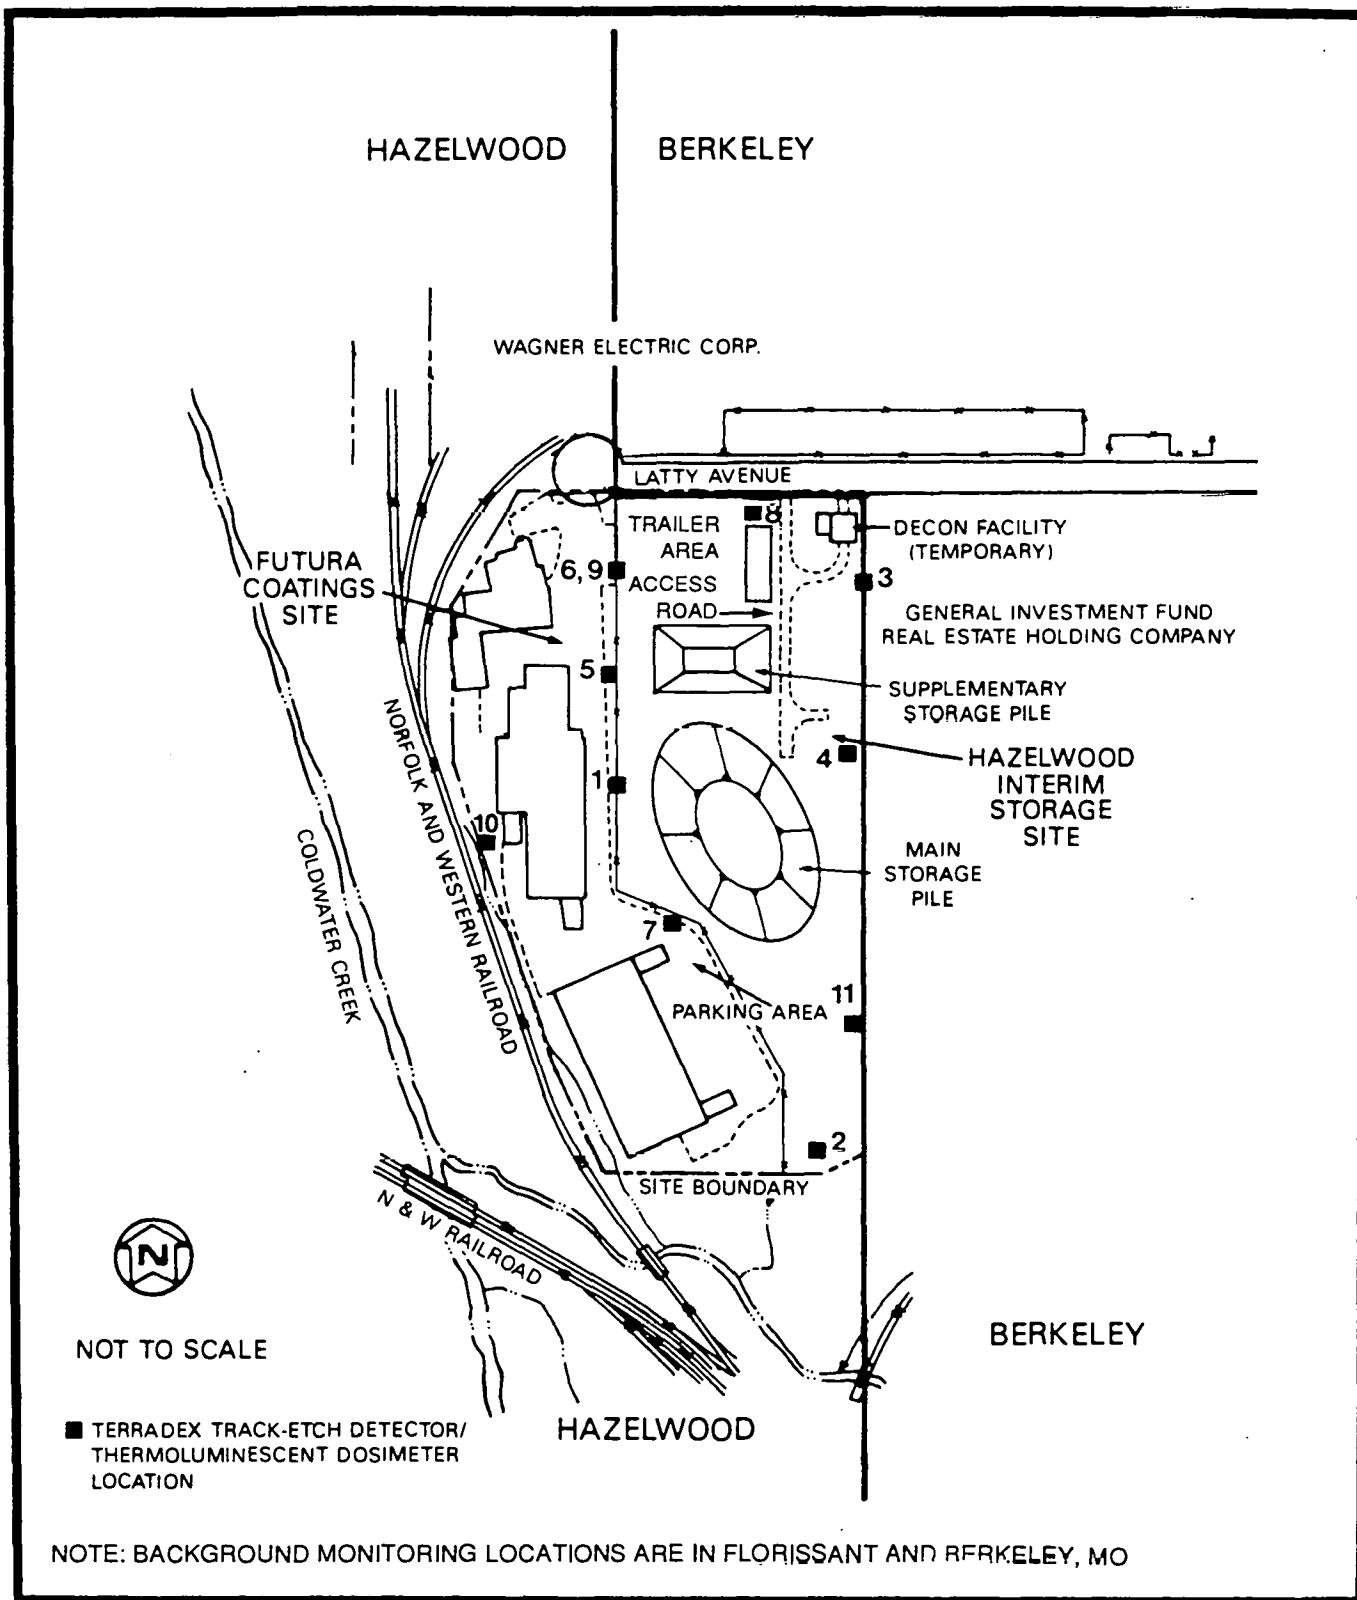 HAZELWOOD
BERKELEY
WAGNER ELECTRIC CORP.
LATTY AVENUE
TRAILER
AREA
8
DECON FACILITY
(TEMPORARY)
FUTURA
COATINGS
SITE
6,9
ACCESS
ROAD
3
GENERAL INVESTMENT FUND
REAL ESTATE HOLDING COMPANY
5
SUPPLEMENTARY
STORAGE PILE
4
HAZELWOOD
INTERIM
STORAGE
SITE
1
10
MAIN
STORAGE
PILE
NORFOLK AND WESTERN RAILROAD
COLDWATER CREEK
7
11
PARKING AREA
2
SITE BOUNDARY
N & W RAILROAD
N
NOT TO SCALE
BERKELEY
HAZELWOOD
TERRADEX TRACK-ETCH DETECTOR/
THERMOLUMINESCENT DOSIMETER
LOCATION
NOTE: BACKGROUND MONITORING LOCATIONS ARE IN FLORISSANT AND BERKELEY, MO